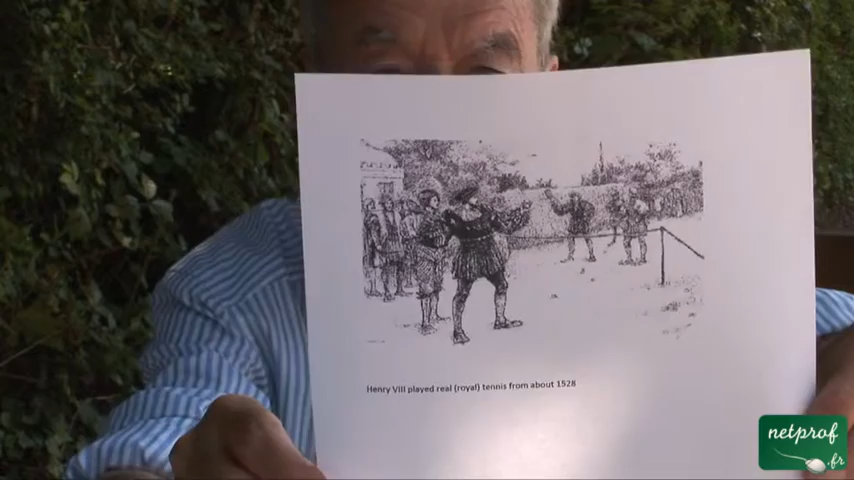 Henry VIII played real (royal) tennis from about 1528
netprof
.fr